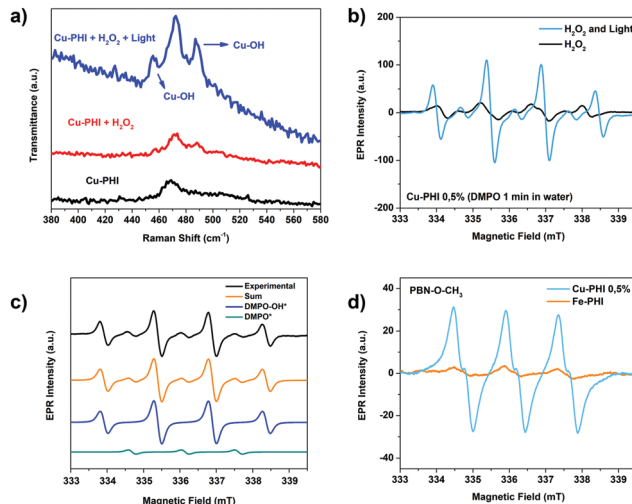 a)
Cu-PHI + H2O2 + Light
Cu-OH
Cu-OH
Cu-PHI + H2O2
Cu-PHI
Transmittance (a.u.)
380 400 420 440 460 480 500 520 540 560 580
Raman Shift (cm-1)
b)
H2O2 and Light
H2O2
200
100
0
-100
-200
EPR Intensity (a.u.)
Cu-PHI 0,5% (DMPO 1 min in water)
333 334 335 336 337 338 339
Magnetic Field (mT)
c)
Experimental
Sum
DMPO-OH*
DMPO*
EPR Intensity (a.u.)
333 334 335 336 337 338 339
Magnetic Field (mT)
d)
PBN-O-CH3
Cu-PHI 0,5%
Fe-PHI
40
20
0
-20
-40
EPR Intensity (a.u.)
333 334 335 336 337 338 339
Magnetic Field (mT)